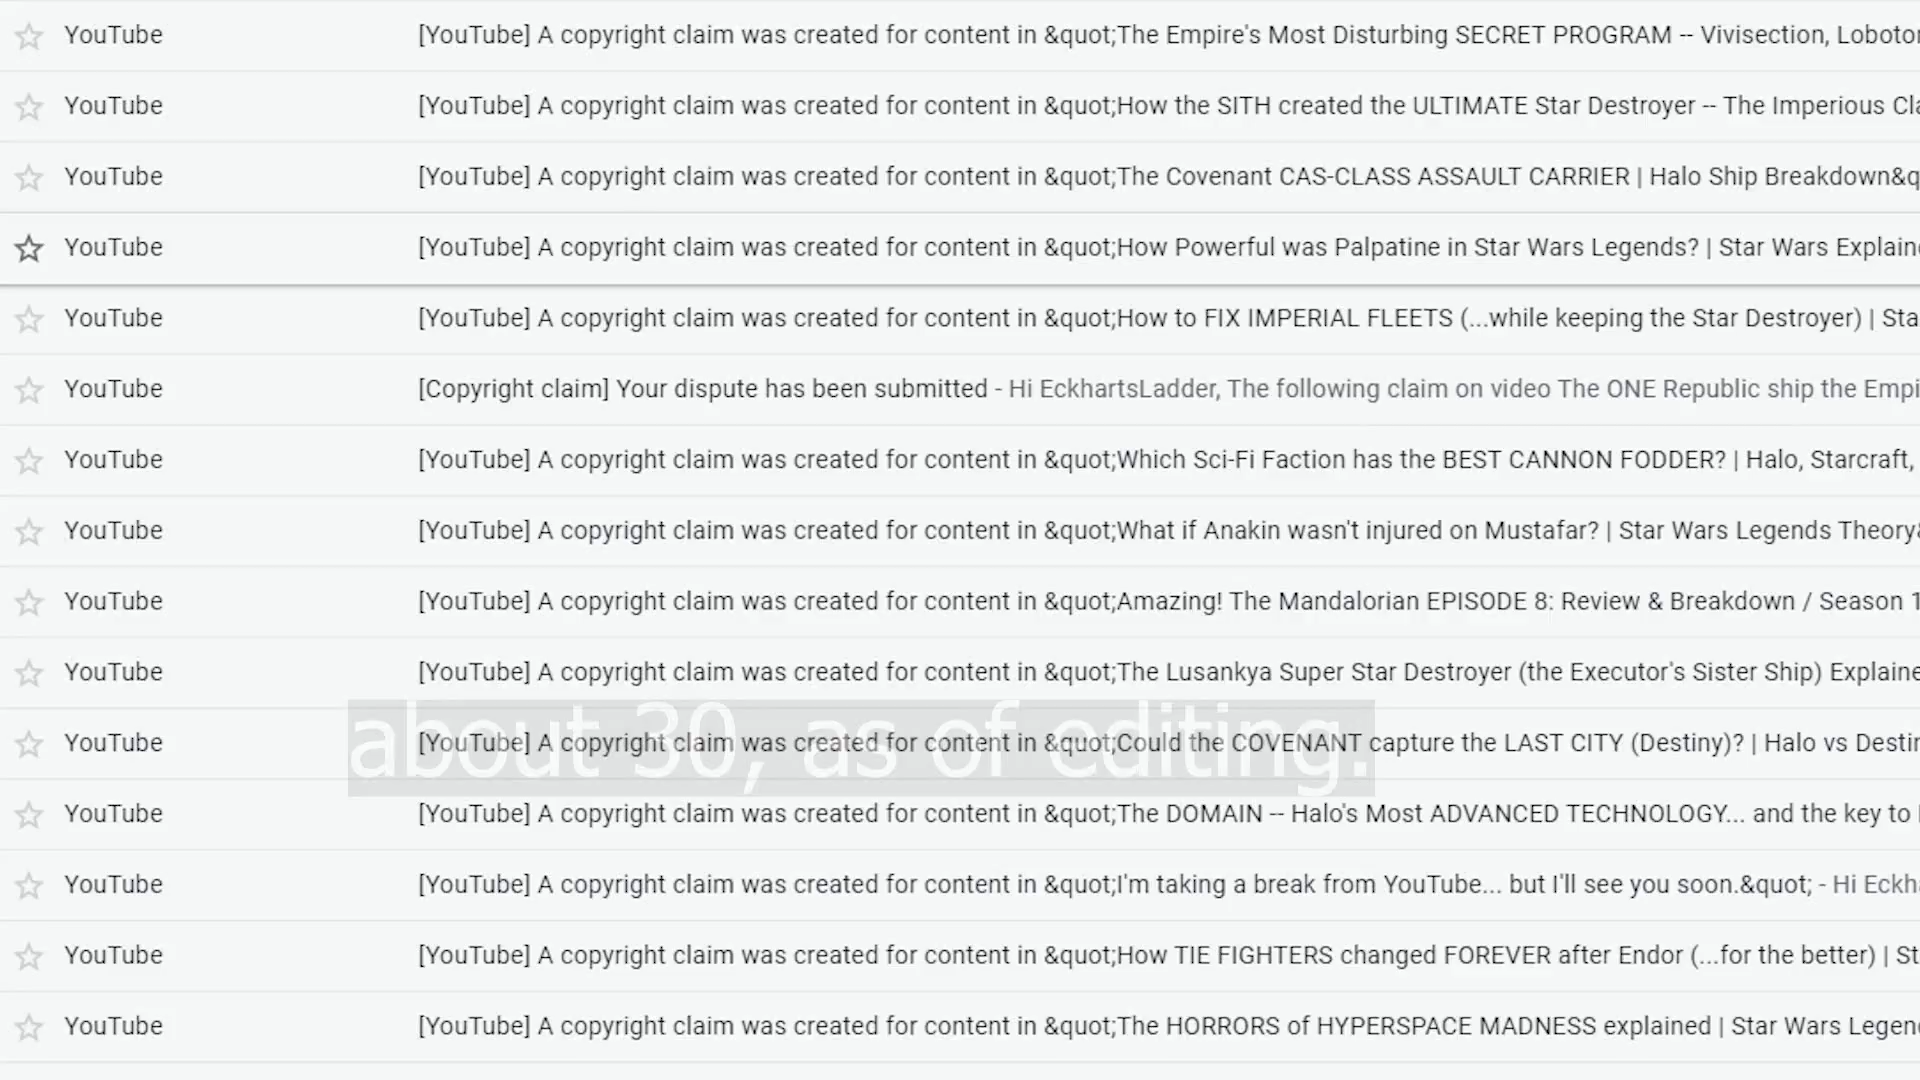 YouTube [YouTube] A copyright claim was created for content in &quot;The Empire's Most Disturbing SECRET PROGRAM -- Vivisection,
YouTube [YouTube] A copyright claim was created for content in &quot;How the SITH created the ULTIMATE Star Destroyer -- The Imperious
YouTube [YouTube] A copyright claim was created for content in &quot;The Covenant CAS-CLASS ASSAULT CARRIER | Halo Ship Breakdown&q
YouTube [YouTube] A copyright claim was created for content in &quot;How Powerful was Palpatine in Star Wars Legends? | Star Wars Explain
YouTube [YouTube] A copyright claim was created for content in &quot;How to FIX IMPERIAL FLEETS (...while keeping the Star Destroyer) | Sta
YouTube [Copyright claim] Your dispute has been submitted - Hi EckhartsLadder, The following claim on video The ONE Republic ship the Empi
YouTube [YouTube] A copyright claim was created for content in &quot;Which Sci-Fi Faction has the BEST CANNON FODDER? | Halo, Starcraft,
YouTube [YouTube] A copyright claim was created for content in &quot;What if Anakin wasn't injured on Mustafar? | Star Wars Legends Theory&
YouTube [YouTube] A copyright claim was created for content in &quot;Amazing! The Mandalorian EPISODE 8: Review & Breakdown / Season 1
YouTube [YouTube] A copyright claim was created for content in &quot;The Lusankya Super Star Destroyer (the Executor's Sister Ship) Explaine
about 30, as of editing.
YouTube [YouTube] A copyright claim was created for content in &quot;Could the COVENANT capture the LAST CITY (Destiny)? | Halo vs Destin
YouTube [YouTube] A copyright claim was created for content in &quot;The DOMAIN -- Halo's Most ADVANCED TECHNOLOGY... and the key to
YouTube [YouTube] A copyright claim was created for content in &quot;I'm taking a break from YouTube... but I'll see you soon.&quot; - Hi Eckh
YouTube [YouTube] A copyright claim was created for content in &quot;How TIE FIGHTERS changed FOREVER after Endor (...for the better) | St
YouTube [YouTube] A copyright claim was created for content in &quot;The HORRORS of HYPERSPACE MADNESS explained | Star Wars Legen